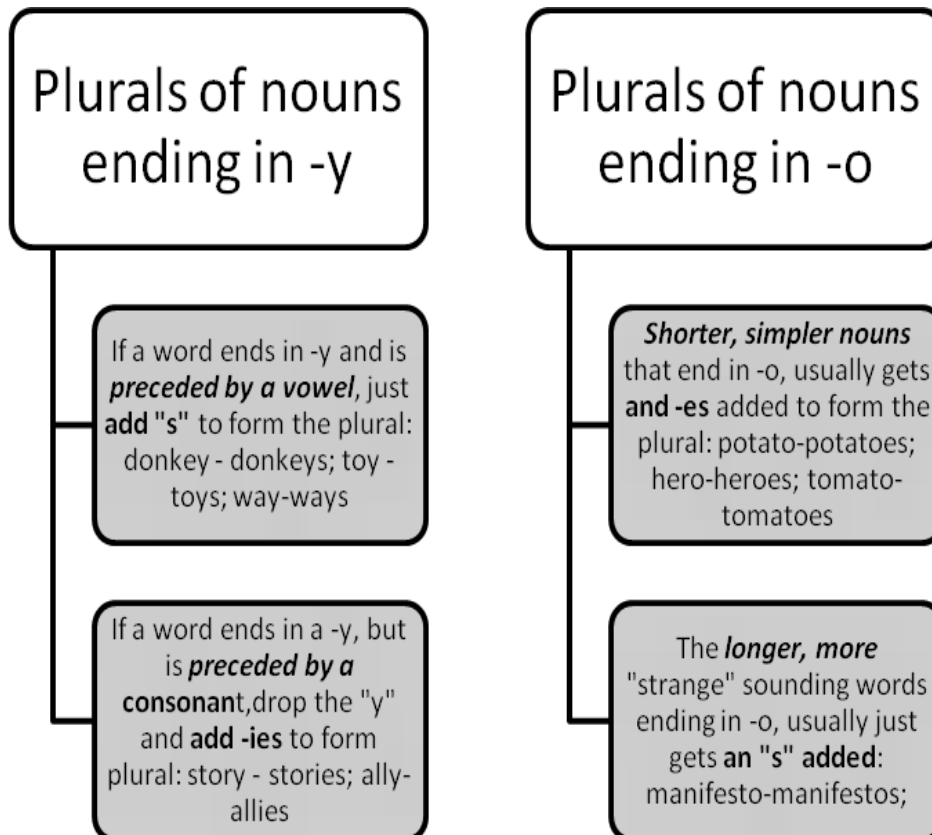 Plurals of nouns
ending in -y
If a word ends in -y and is
preceded by a vowel, just
add "s" to form the plural:
donkey - donkeys; toy -
toys; way-ways
If a word ends in a -y, but
is preceded by a
consonant,drop the "y"
and add -ies to form
plural: story - stories; ally-
allies
Plurals of nouns
ending in -o
Shorter, simpler nouns
that end in -o, usually gets
and -es added to form the
plural: potato-potatoes;
hero-heroes; tomato-
tomatoes
The longer, more
"strange" sounding words
ending in -o, usually just
gets an "s" added:
manifesto-manifestos;